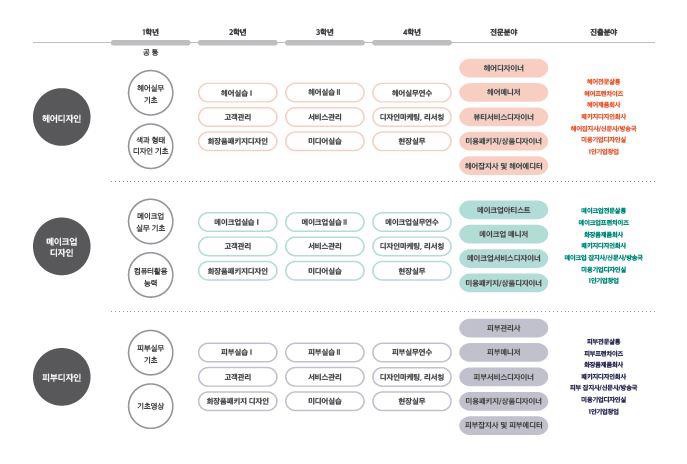 1학년 2학년 3학년 4학년 전문분야 진출분야
공 통
헤어디자인
헤어실무
기초
색과 형태
디자인 기초
헤어실습 I 헤어실습 II 헤어실무연수
고객관리 서비스관리 디자인마케팅, 리서칭
화장품패키지디자인 미디어실습 현장실무
헤어디자이너
헤어매니저
뷰티서비스디자이너
미용패키지/상품디자이너
헤어잡지사 및 헤어에디터
헤어전문살롱
헤어프랜차이즈
헤어제품회사
패키지디자인회사
헤어잡지사/신문사/방송국
미용기업디자인실
1인기업창업
메이크업
디자인
메이크업
실무 기초
컴퓨터활용
능력
메이크업실습 I 메이크업실습 II 메이크업실무연수
고객관리 서비스관리 디자인마케팅, 리서칭
화장품패키지디자인 미디어실습 현장실무
메이크업아티스트
메이크업 매니저
메이크업서비스디자이너
미용패키지/상품디자이너
메이크업전문살롱
메이크업프랜차이즈
화장품제품회사
패키지디자인회사
메이크업 잡지사/신문사/방송국
미용기업디자인실
1인기업창업
피부디자인
피부실무
기초
기초영상
피부실습 I 피부실습 II 피부실무연수
고객관리 서비스관리 디자인마케팅, 리서칭
화장품패키지 디자인 미디어실습 현장실무
피부관리사
피부매니저
피부서비스디자이너
미용패키지/상품디자이너
피부잡지사 및 피부에디터
피부전문살롱
피부프랜차이즈
화장품제품회사
패키지디자인회사
피부 잡지사/신문사/방송국
미용기업디자인실
1인기업창업